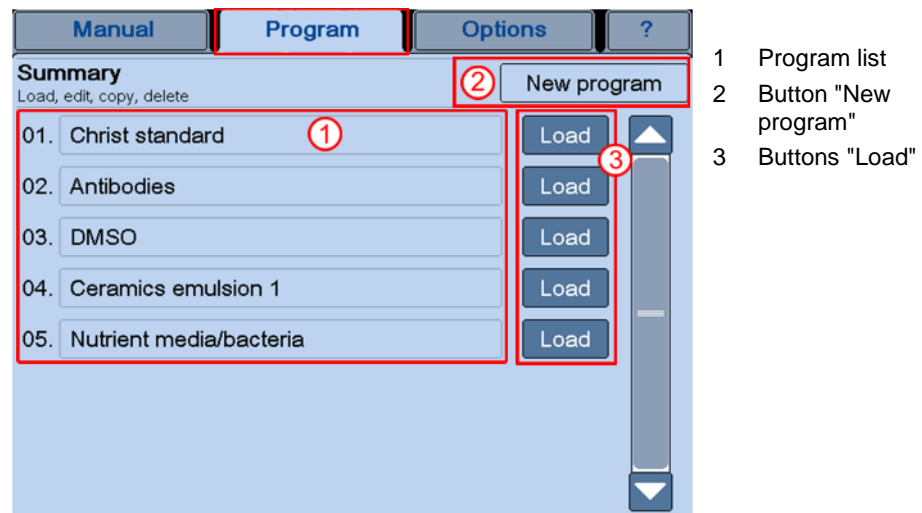 Manual Program Options ?
Summary
Load, edit, copy, delete
2 New program
01. Christ standard 1 Load
3
02. Antibodies Load
03. DMSO Load
04. Ceramics emulsion 1 Load
05. Nutrient media/bacteria Load
1 Program list
2 Button "New
program"
3 Buttons "Load"